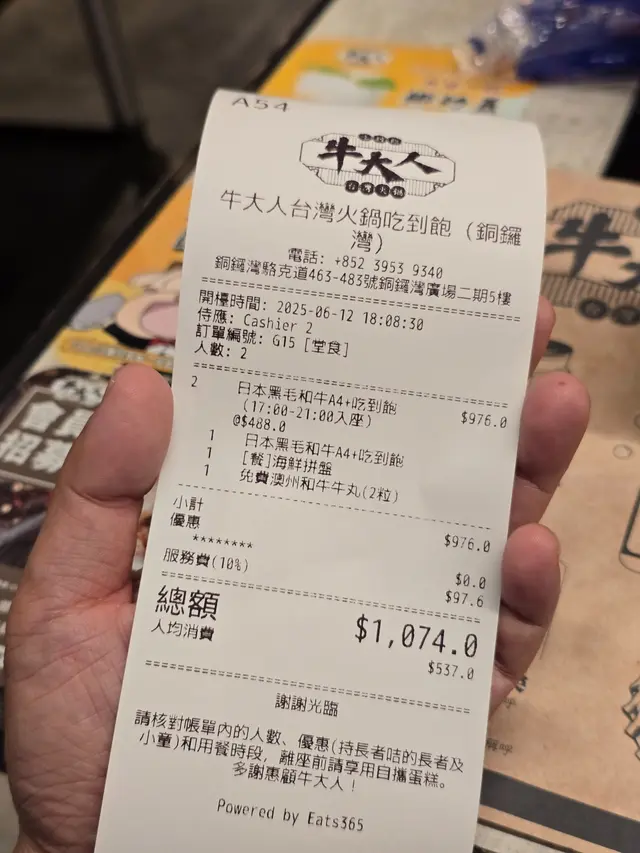 A54
牛大人
台灣火鍋
牛大人台灣火鍋吃到飽（銅鑼
灣）
電話: +852 3953 9340
銅鑼灣駱克道463-483號銅鑼灣廣場二期5樓
開檯時間: 2025-06-12 18:08:30
侍應: Cashier 2
訂單編號: G15 [堂食]
人數: 2
2 日本黑毛和牛A4+吃到飽 $976.0
(17:00-21:00入座)
@$488.0
1 日本黑毛和牛A4+吃到飽
1 [餐]海鮮拼盤
1 免費澳州和牛牛丸(2粒)
小計 $976.0
優惠
******** $0.0
服務費(10%) $97.6
總額 $1,074.0
人均消費 $537.0
謝謝光臨
請核對帳單內的人數、優惠(持長者咭的長者及
小童)和用餐時段, 離座前請享用自攜蛋糕。
多謝惠顧牛大人！
Powered by Eats365
會員
招募
牛